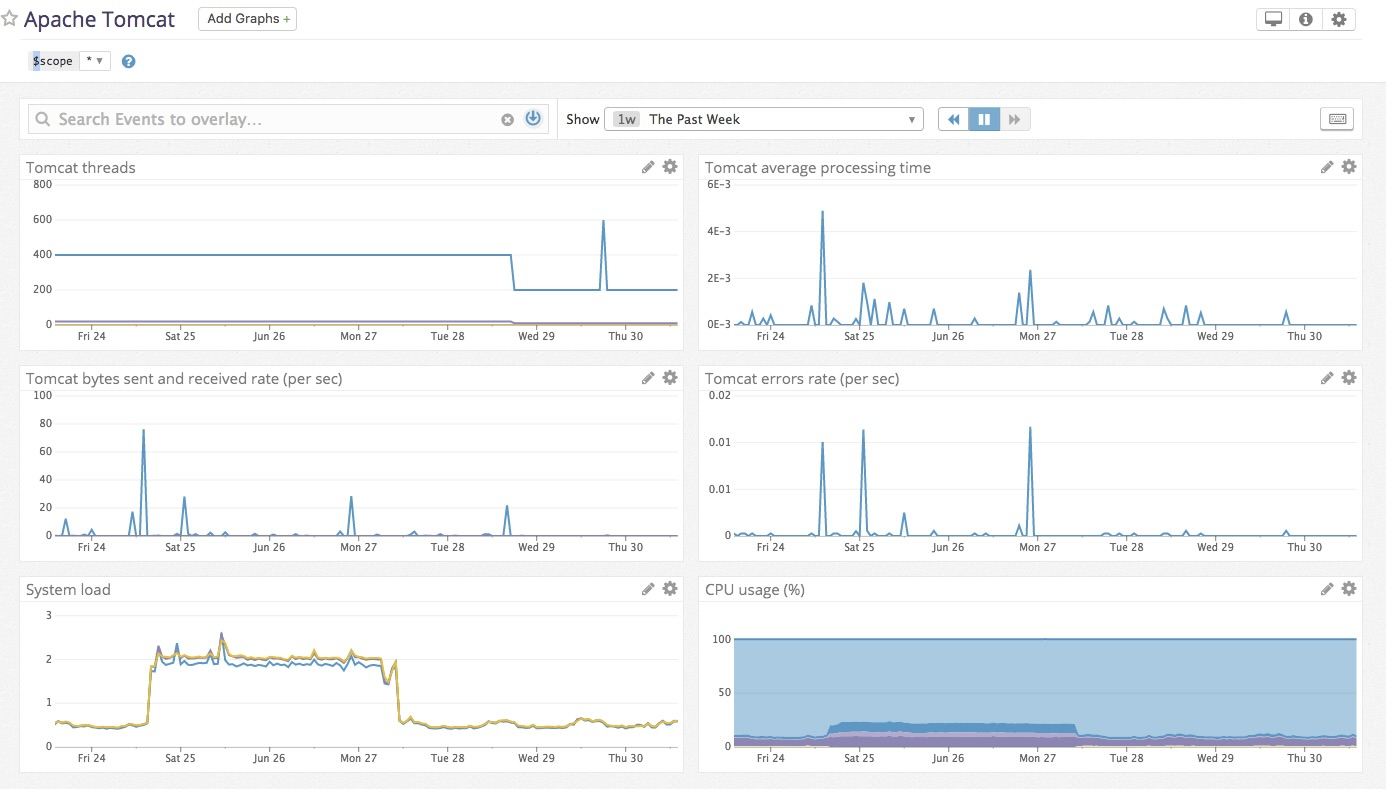 Apache Tomcat
Add Graphs +
$scope
*
?
Search Events to overlay...
Show
1w The Past Week
Tomcat threads
800
600
400
200
0
Fri 24 Sat 25 Jun 26 Mon 27 Tue 28 Wed 29 Thu 30
Tomcat average processing time
6E-3
4E-3
2E-3
0E-3
Fri 24 Sat 25 Jun 26 Mon 27 Tue 28 Wed 29 Thu 30
Tomcat bytes sent and received rate (per sec)
100
80
60
40
20
0
Fri 24 Sat 25 Jun 26 Mon 27 Tue 28 Wed 29 Thu 30
Tomcat errors rate (per sec)
0.02
0.01
0.01
0
Fri 24 Sat 25 Jun 26 Mon 27 Tue 28 Wed 29 Thu 30
System load
3
2
1
0
Fri 24 Sat 25 Jun 26 Mon 27 Tue 28 Wed 29 Thu 30
CPU usage (%)
100
50
0
Fri 24 Sat 25 Jun 26 Mon 27 Tue 28 Wed 29 Thu 30